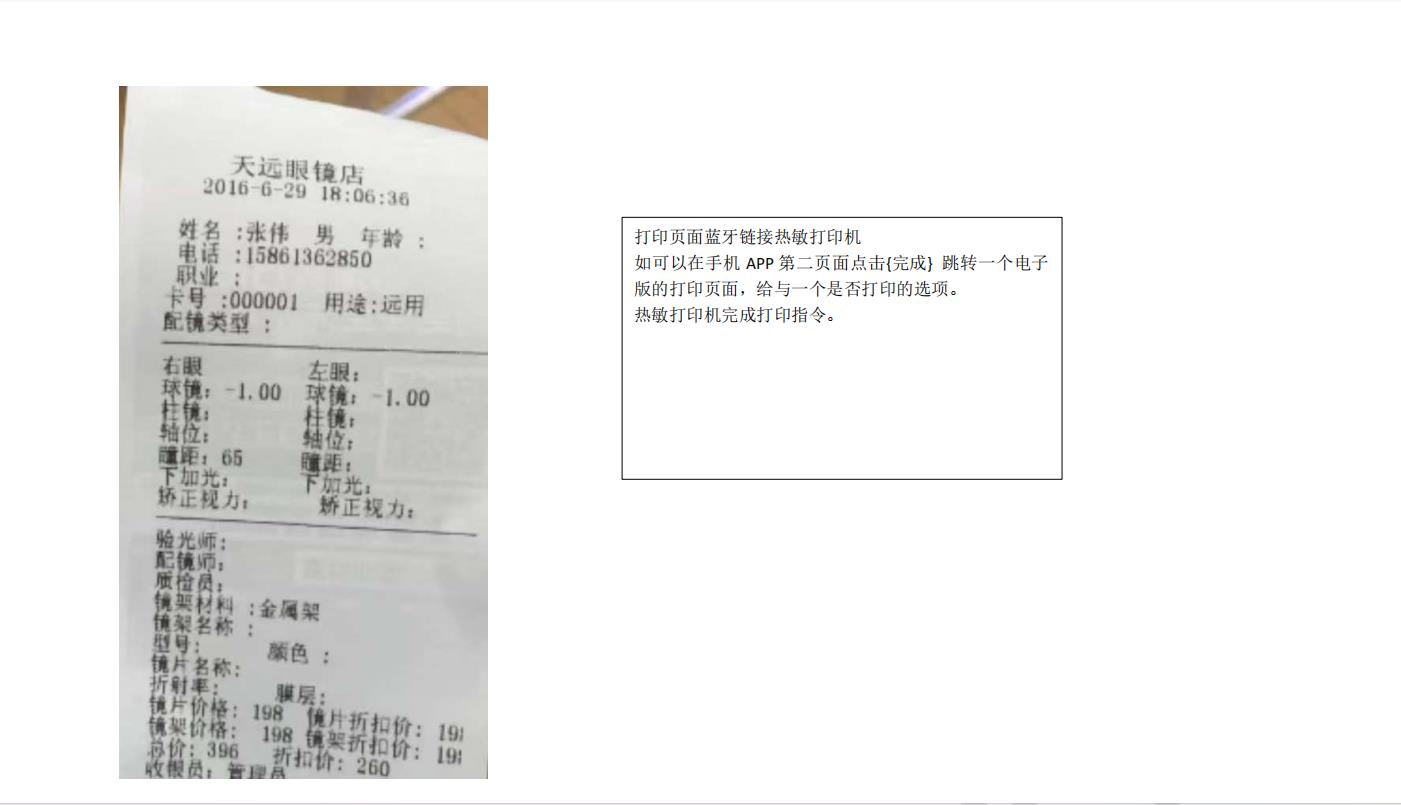 天远眼镜店
2016-6-29 18:06:36
姓名 :张伟 男 年龄 :
电话 :15861362850
职业 :
卡号 :000001 用途:远用
配镜类型 :
右眼 左眼:
球镜: -1.00 球镜: -1.00
柱镜: 柱镜:
轴位: 轴位:
瞳距: 65 瞳距:
下加光: 下加光:
矫正视力: 矫正视力:
验光师:
配镜师:
质检员:
镜架材料 :金属架
镜架名称 :
型号: 颜色 :
镜片名称:
折射率: 膜层:
镜片价格: 198 镜片折扣价: 19
镜架价格: 198 镜架折扣价: 19
总价: 396 折扣价: 260
收银员: 管理员
打印页面蓝牙链接热敏打印机
如可以在手机 APP 第二页面点击{完成} 跳转一个电子
版的打印页面，给与一个是否打印的选项。
热敏打印机完成打印指令。